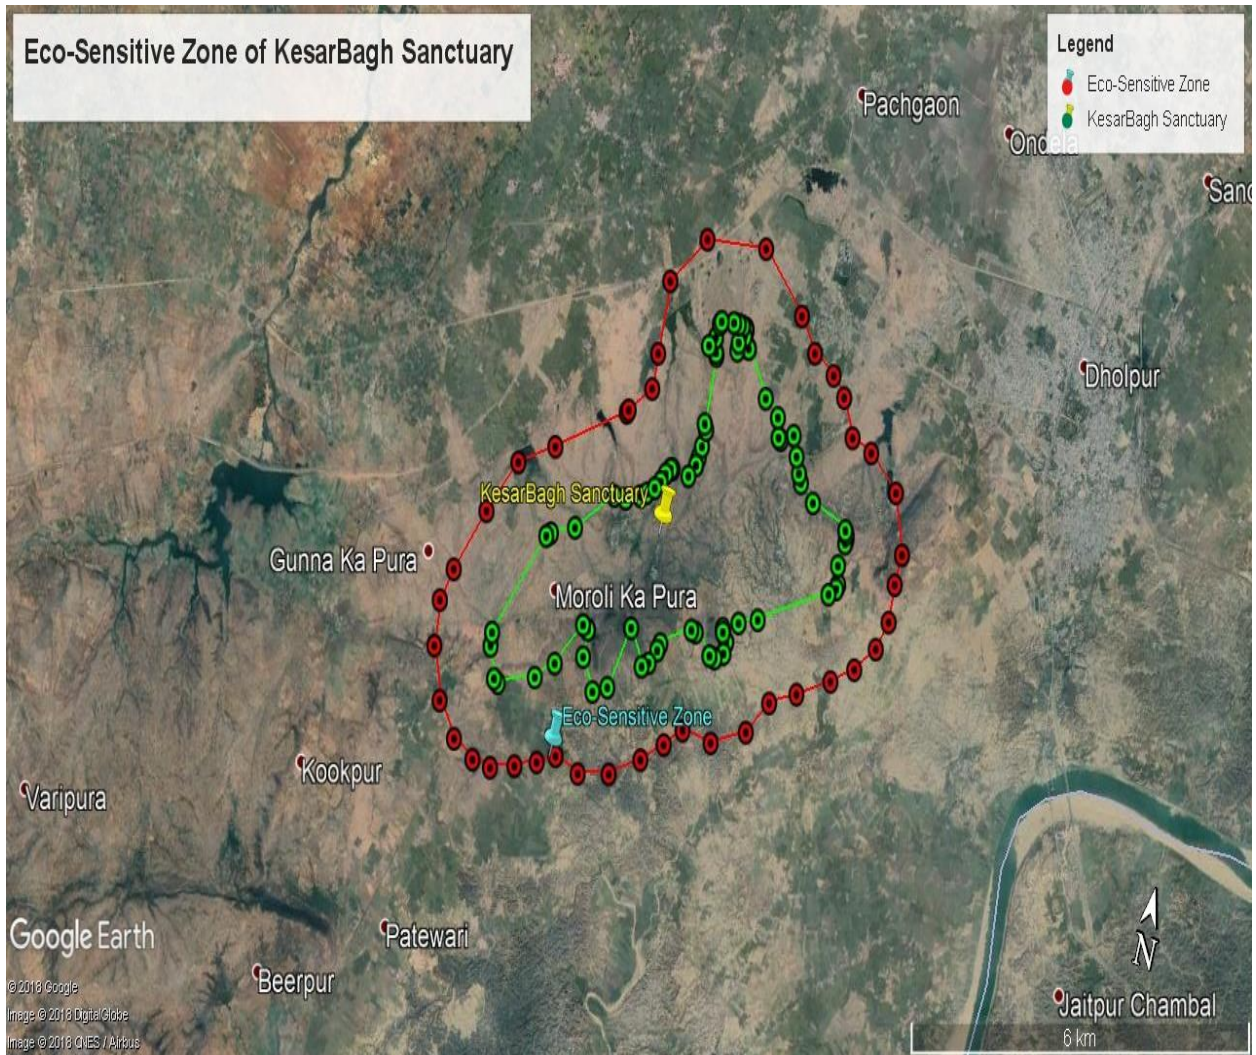 Eco-Sensitive Zone of KesarBagh Sanctuary
Legend
Eco-Sensitive Zone
KesarBagh Sanctuary
Pachgaon
Ondela
Sand
Dholpur
KesarBagh Sanctuary
Gunna Ka Pura
Moroli Ka Pura
Eco-Sensitive Zone
Kookpur
Varipura
Patewari
Beerpur
N
Jaitpur Chambal
6 km
Google Earth
© 2018 Google
Image © 2018 DigitalGlobe
Image © 2018 CNES / Airbus